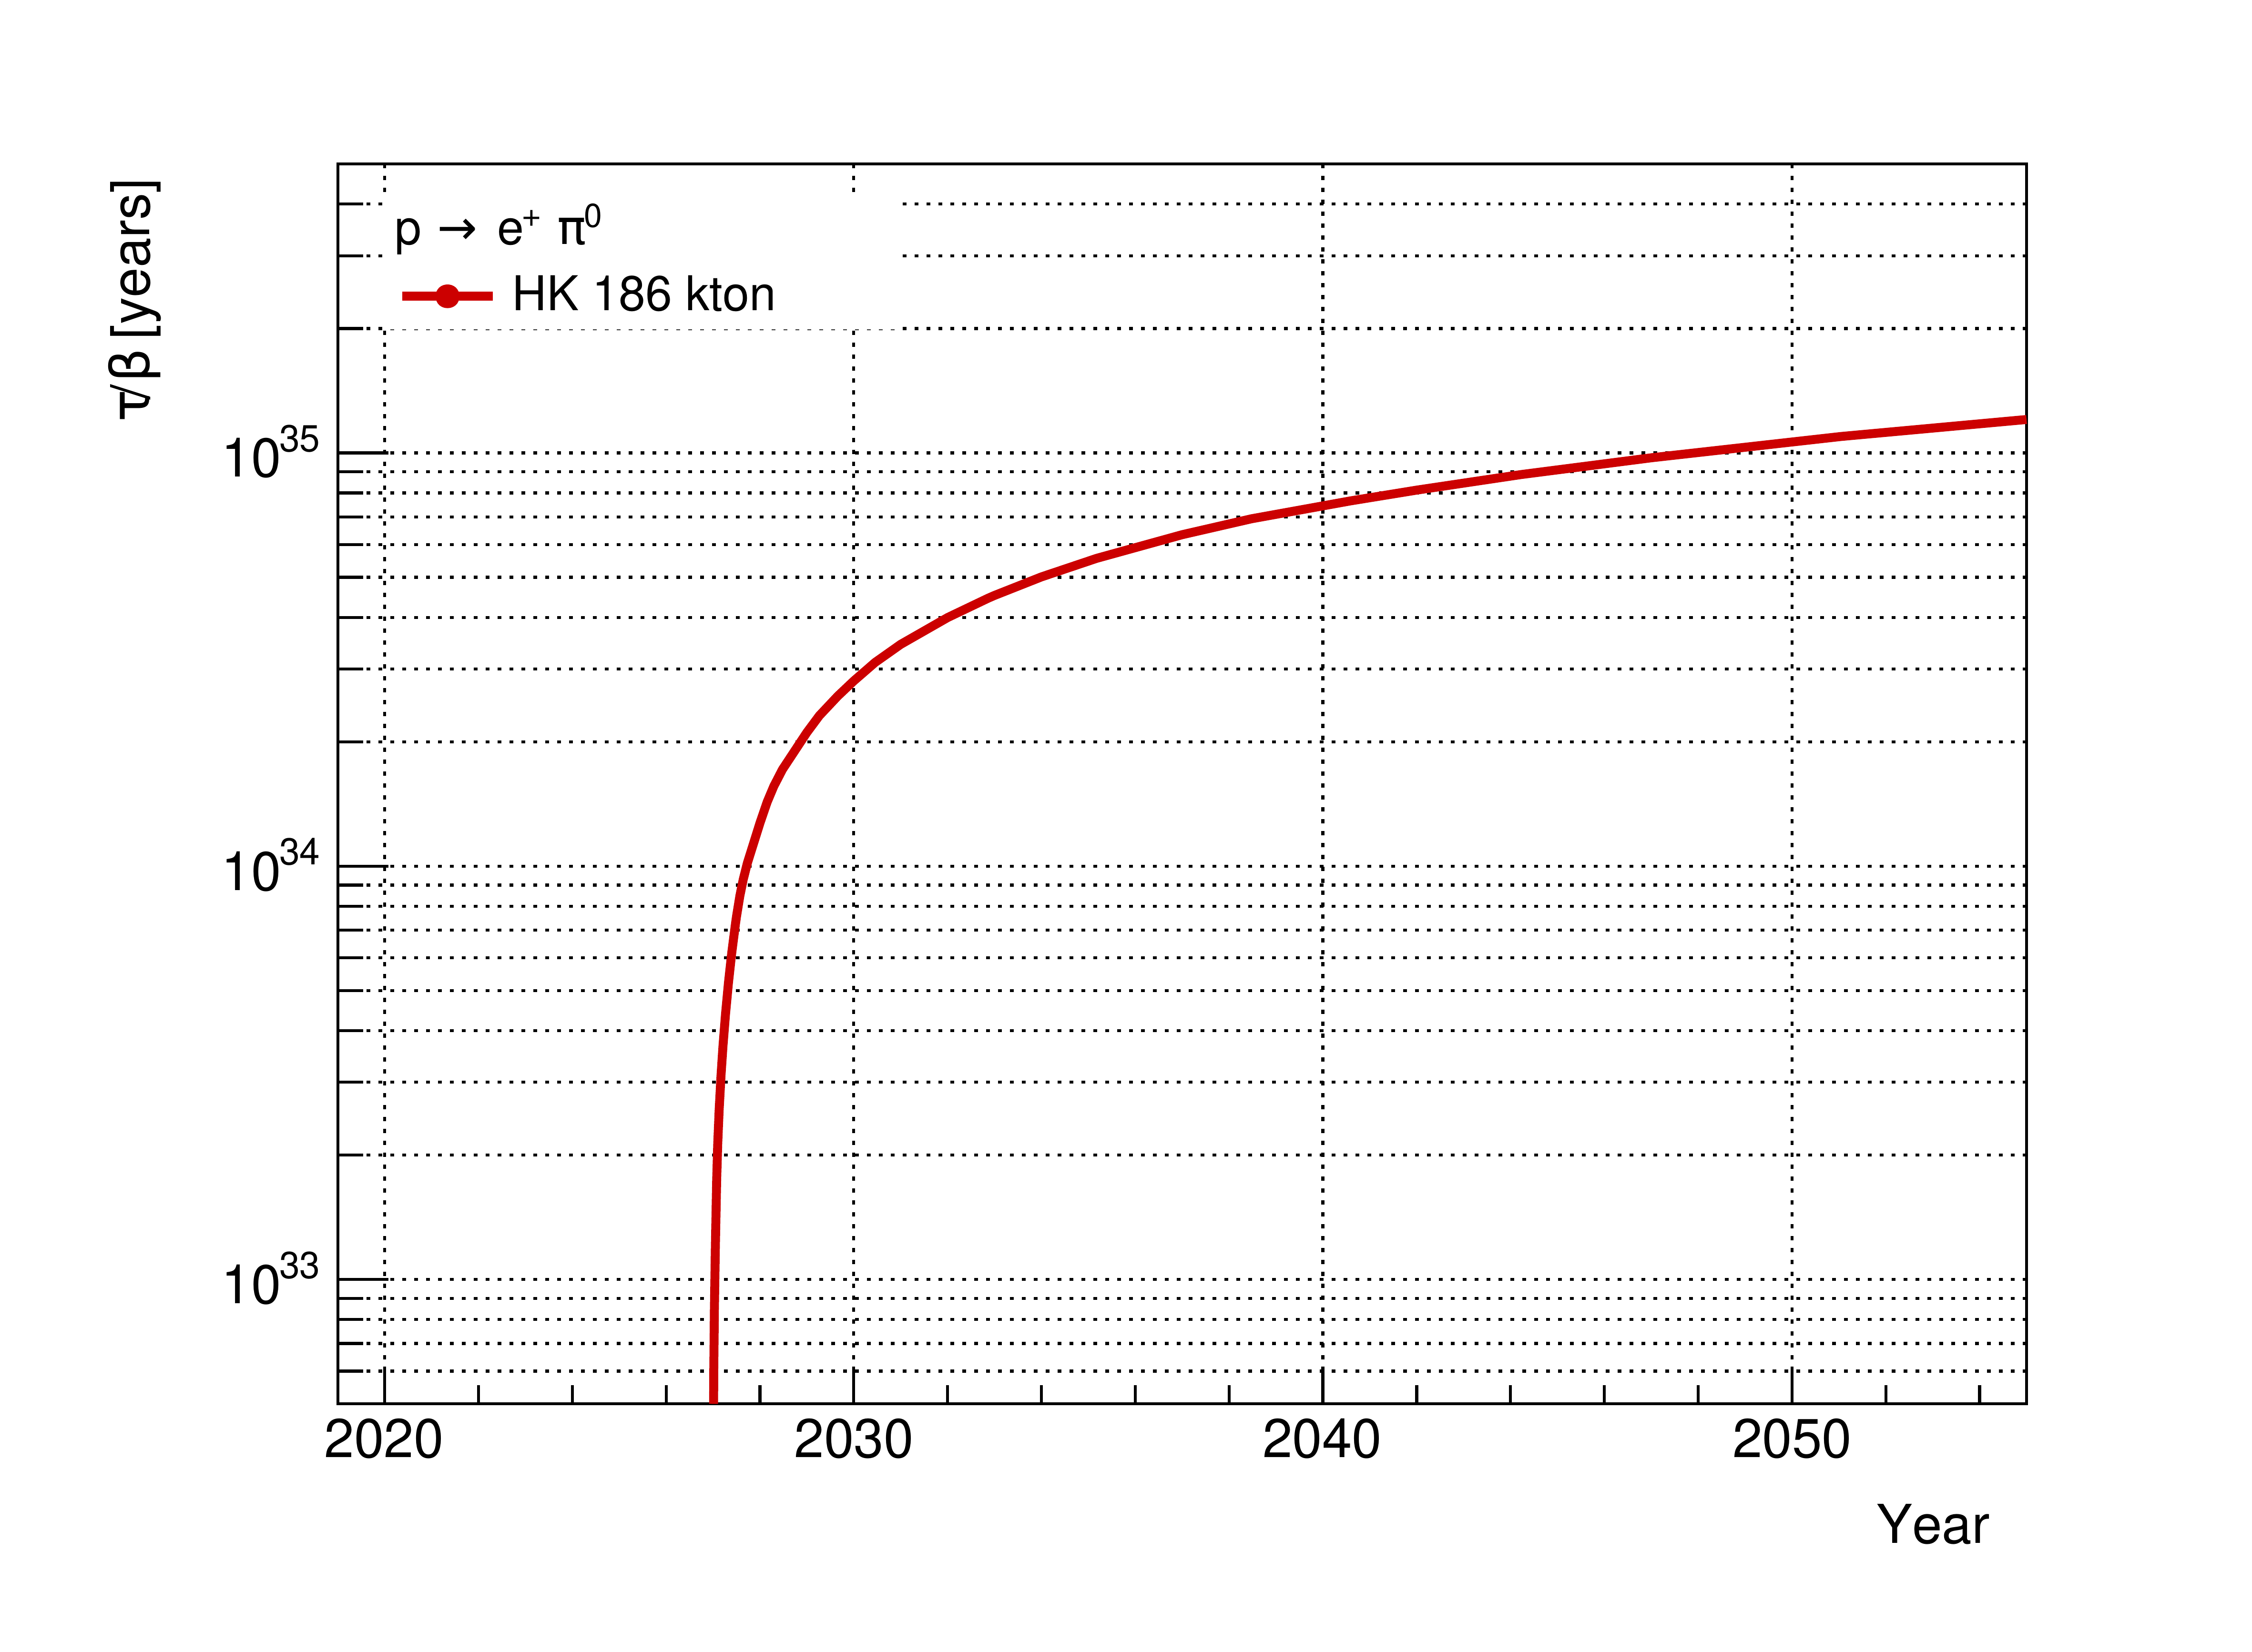 τ/β [years]
p → e⁺ π⁰
HK 186 kton
10³⁵
10³⁴
10³³
2020 2030 2040 2050
Year